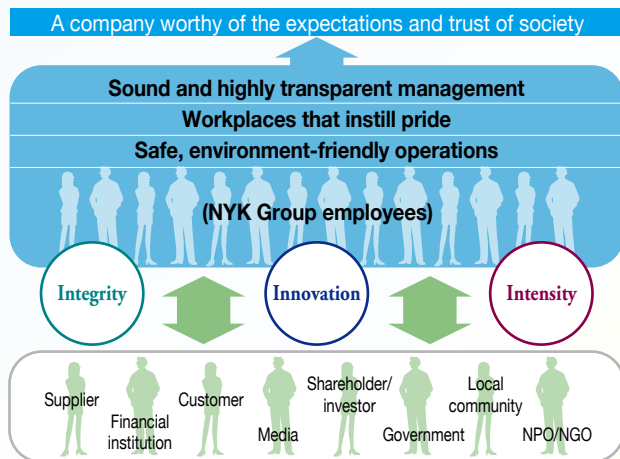 A company worthy of the expectations and trust of society
Sound and highly transparent management
Workplaces that instill pride
Safe, environment-friendly operations
(NYK Group employees)
Integrity
Innovation
Intensity
Supplier
Financial
institution
Customer
Media
Shareholder/
investor
Government
Local
community
NPO/NGO